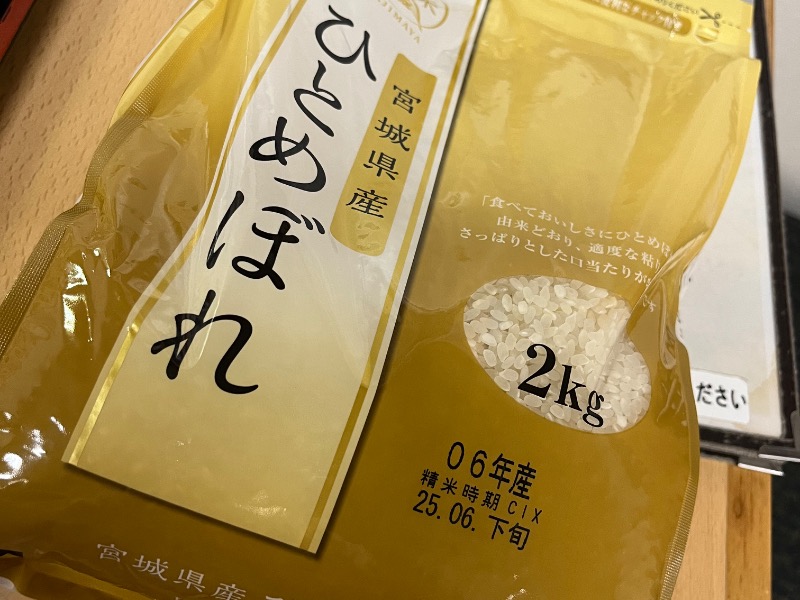 ひとめぼれ
宮城県産
「食べておいしさにひとめぼ
由来どおり、適度な粘り
さっぱりとした口当たりが
です
2kg
06年産
精米時期CIX
25.06.下旬
宮城県産
ださい